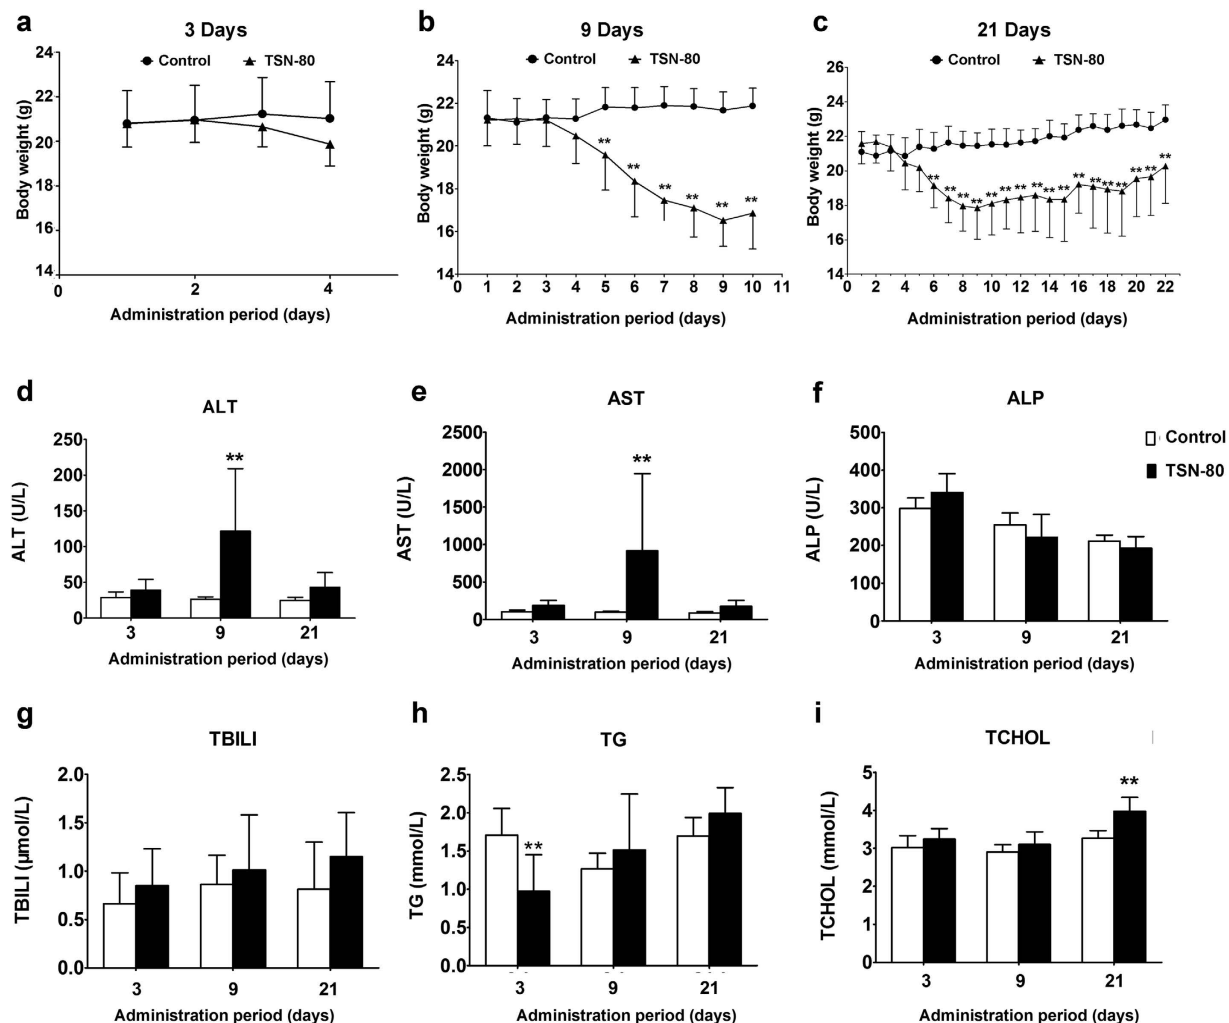 a
3 Days
Control TSN-80
Body weight (g)
24
22
20
18
16
14
0 2 4
Administration period (days)
b
9 Days
Control TSN-80
Body weight (g)
24
22
20
18
16
14
** ** ** ** ** **
0 1 2 3 4 5 6 7 8 9 10 11
Administration period (days)
c
21 Days
Control TSN-80
Body weight (g)
26
24
22
20
18
16
14
** ** ** ** ** ** ** ** ** ** ** ** ** ** ** ** **
0 2 4 6 8 10 12 14 16 18 20 22
Administration period (days)
d
ALT
ALT (U/L)
250
200
150
100
50
0
**
3 9 21
Administration period (days)
e
AST
AST (U/L)
2500
2000
1500
1000
500
0
**
3 9 21
Administration period (days)
f
ALP
ALP (U/L)
500
400
300
200
100
0
3 9 21
Administration period (days)
Control
TSN-80
g
TBILI
TBILI (µmol/L)
2.0
1.5
1.0
0.5
0.0
3 9 21
Administration period (days)
h
TG
TG (mmol/L)
2.5
2.0
1.5
1.0
0.5
0.0
**
3 9 21
Administration period (days)
i
TCHOL
TCHOL (mmol/L)
5
4
3
2
1
0
**
3 9 21
Administration period (days)